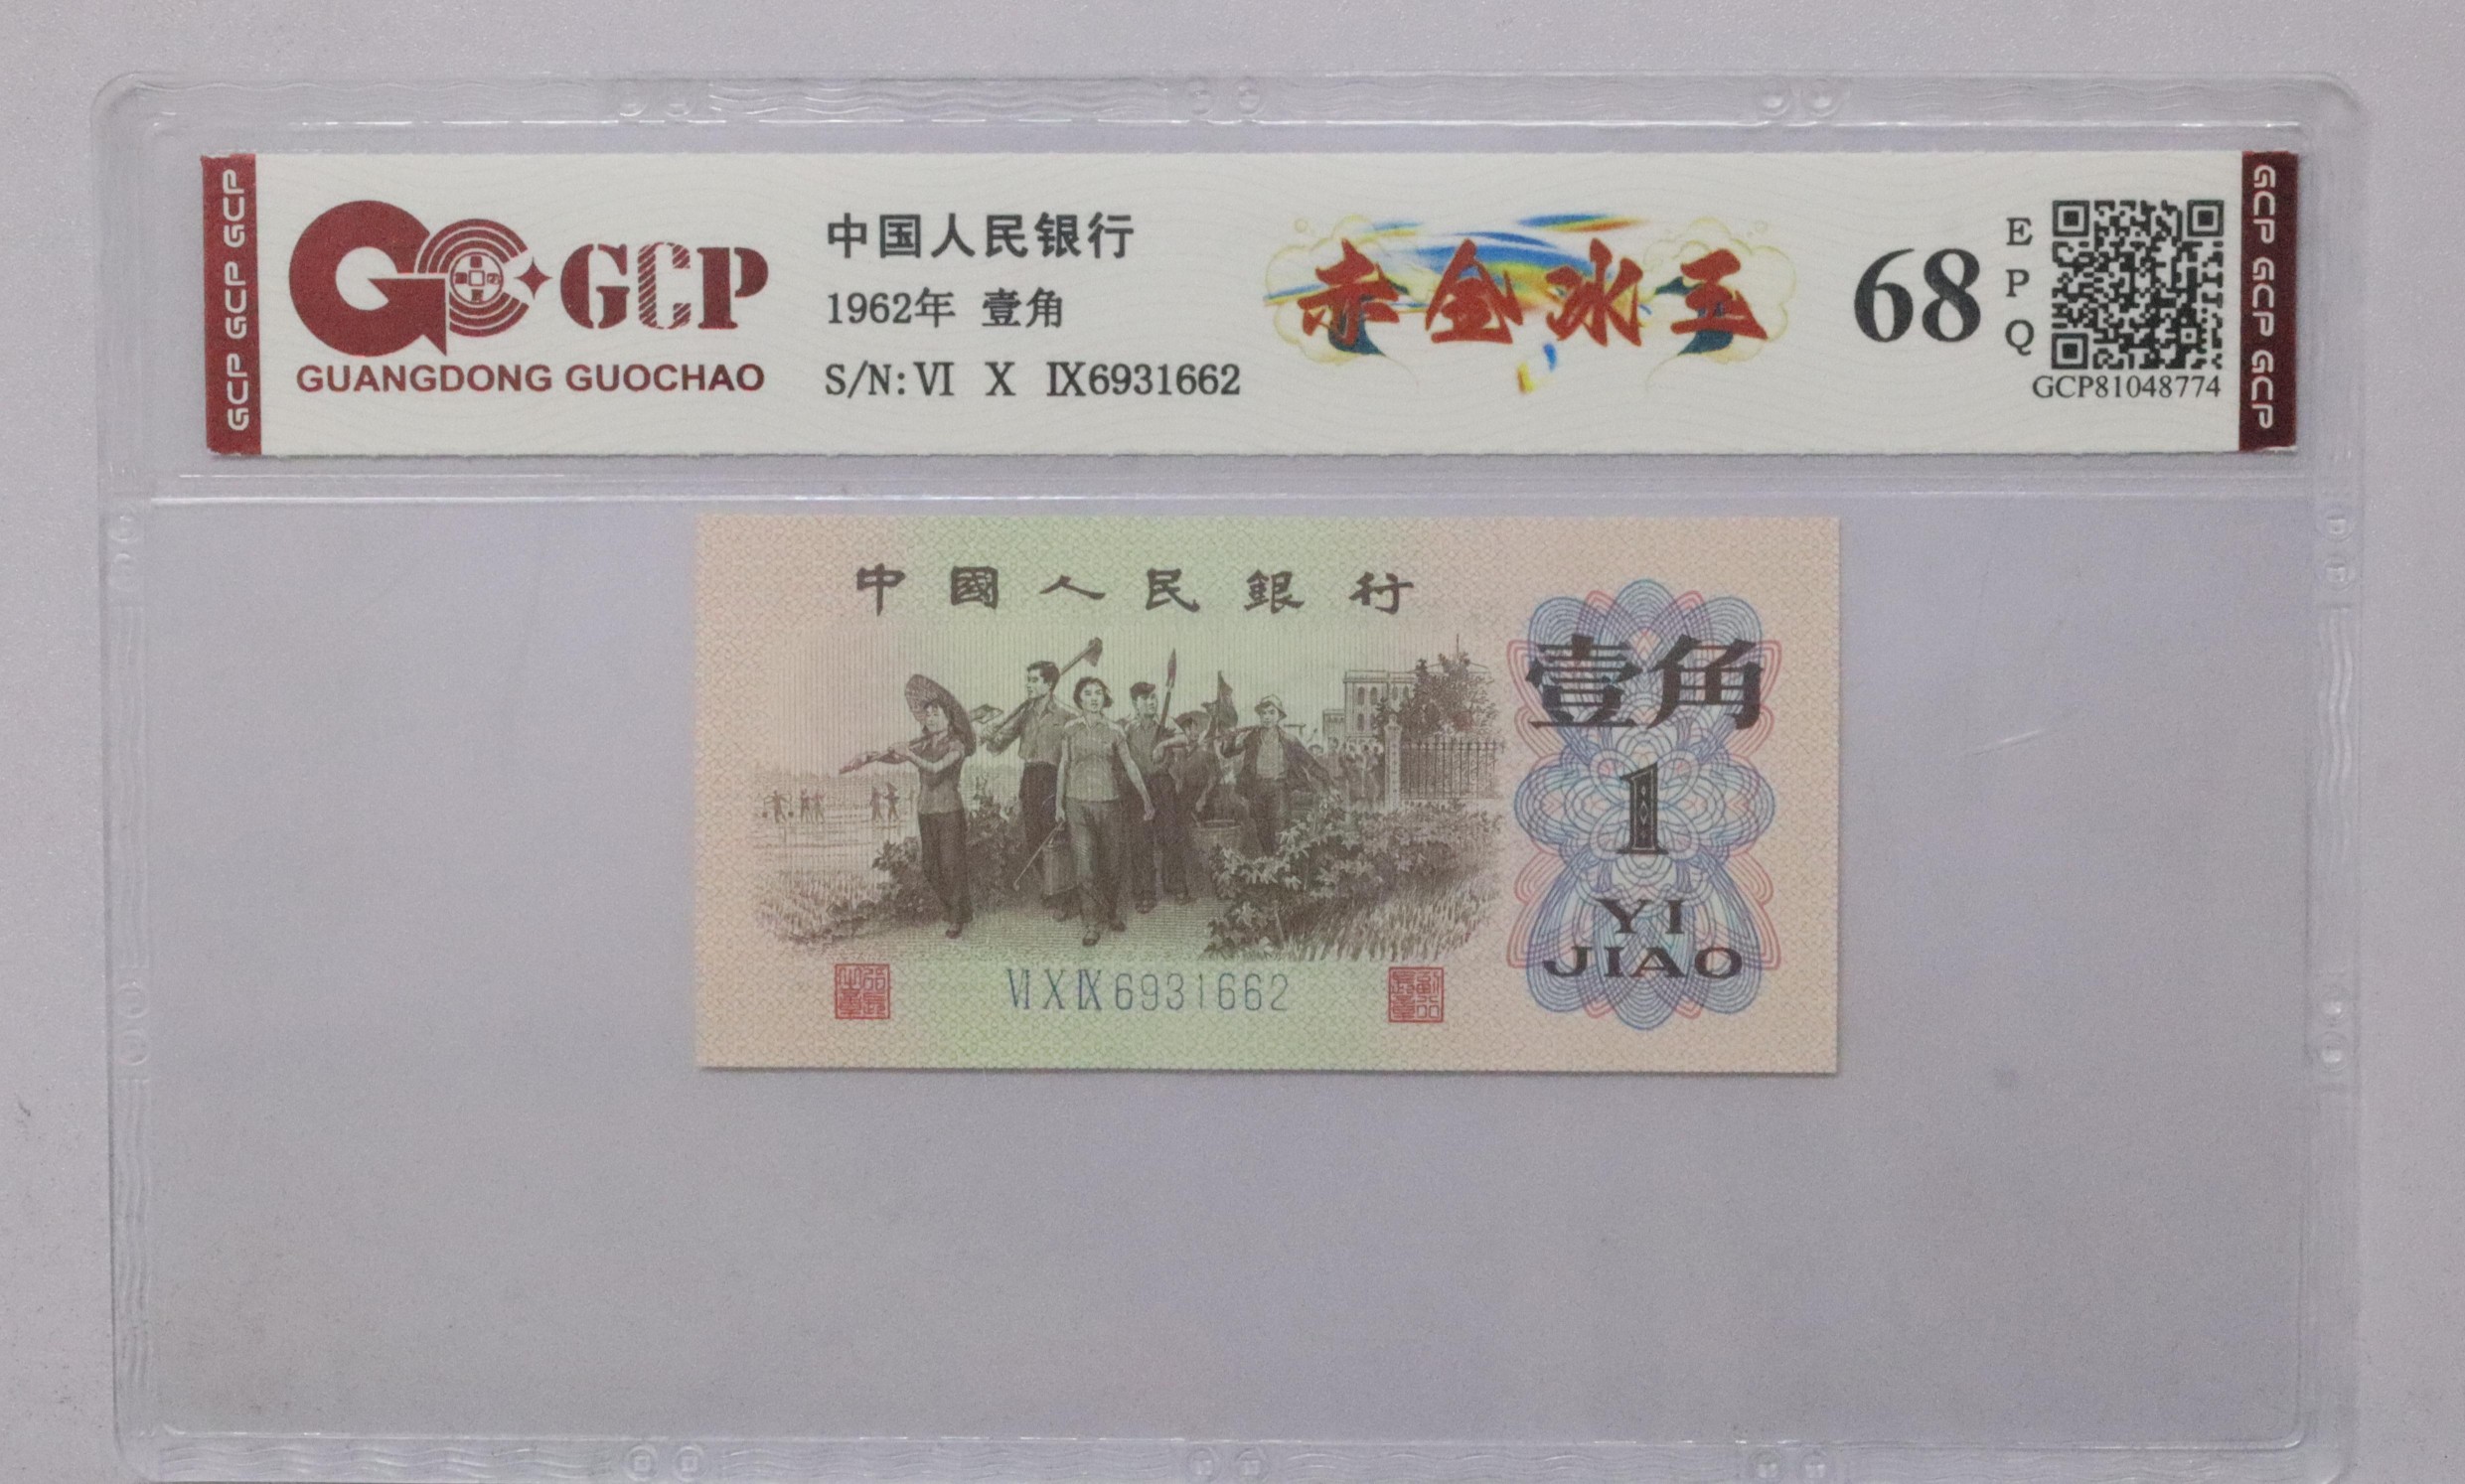 GCP GCP GCP
GCP
GUANGDONG GUOCHAO
中国人民银行
1962年 壹角
S/N: Ⅵ Ⅹ Ⅸ6931662
赤金冰王
68
E
P
Q
GCP81048774
GCP GCP GCP
中國人民銀行
壹角
1
YI
JIAO
ⅥⅩⅨ6931662